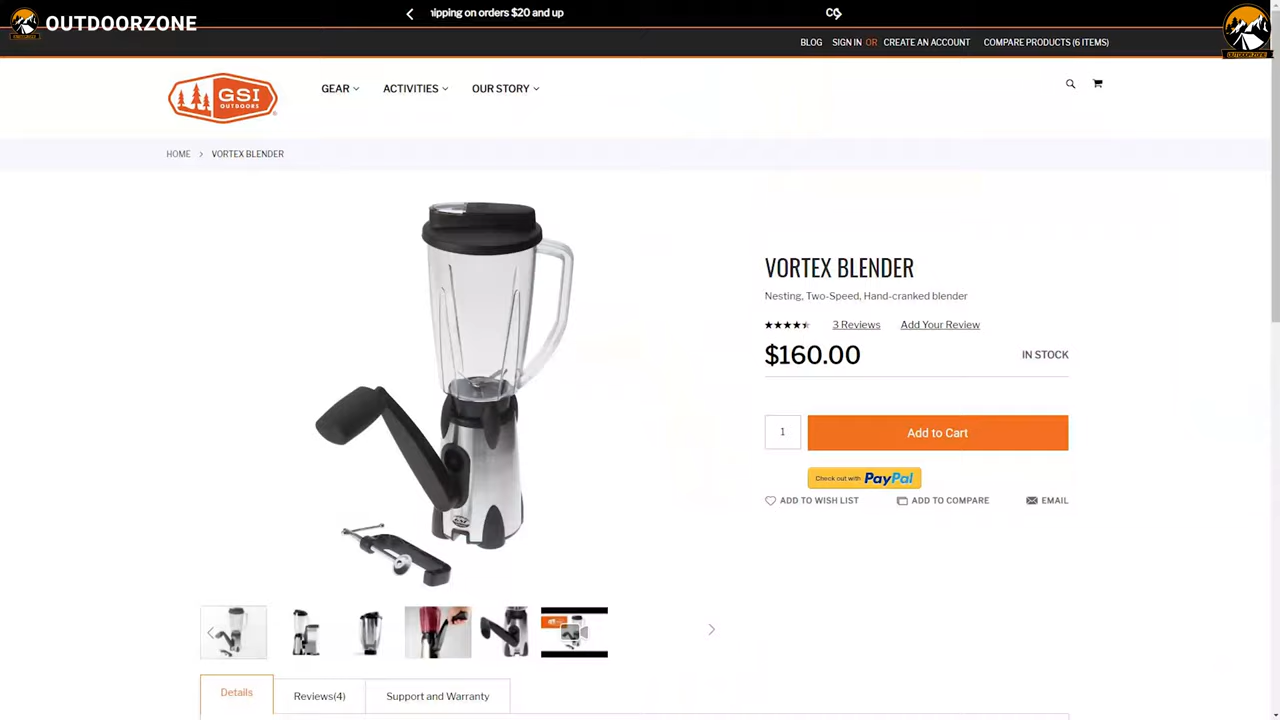 OUTDOORZONE
hipping on orders $20 and up
BLOG
SIGN IN OR CREATE AN ACCOUNT
COMPARE PRODUCTS (6 ITEMS)
OUTDOORZONE
GSI
OUTDOORS
GEAR
ACTIVITIES
OUR STORY
HOME > VORTEX BLENDER
VORTEX BLENDER
Nesting, Two-Speed, Hand-cranked blender
3 Reviews
Add Your Review
$160.00
IN STOCK
1
Add to Cart
Check out with PayPal
ADD TO WISH LIST
ADD TO COMPARE
EMAIL
Details
Reviews(4)
Support and Warranty